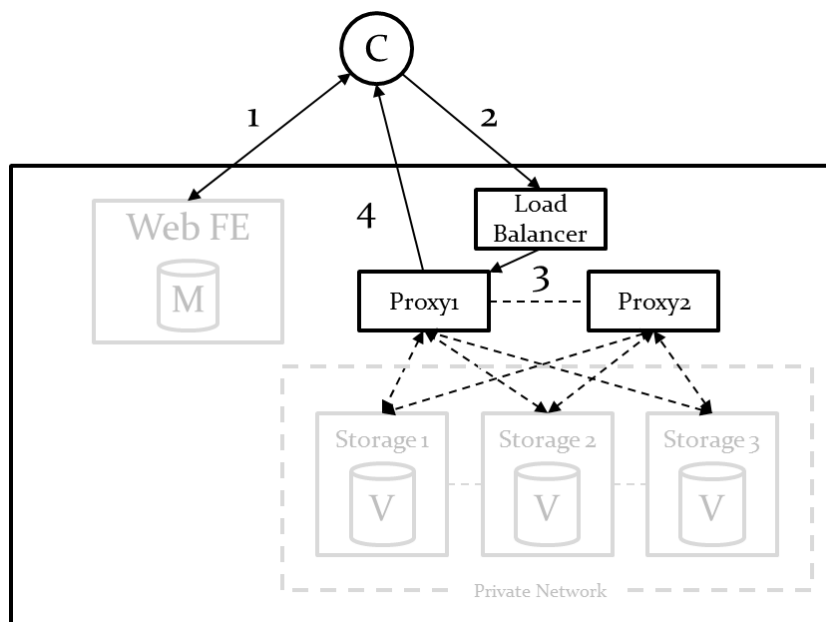 C
1
2
Web FE
M
4
Load
Balancer
3
Proxy1
Proxy2
Storage 1
Storage 2
Storage 3
V
V
V
Private Network